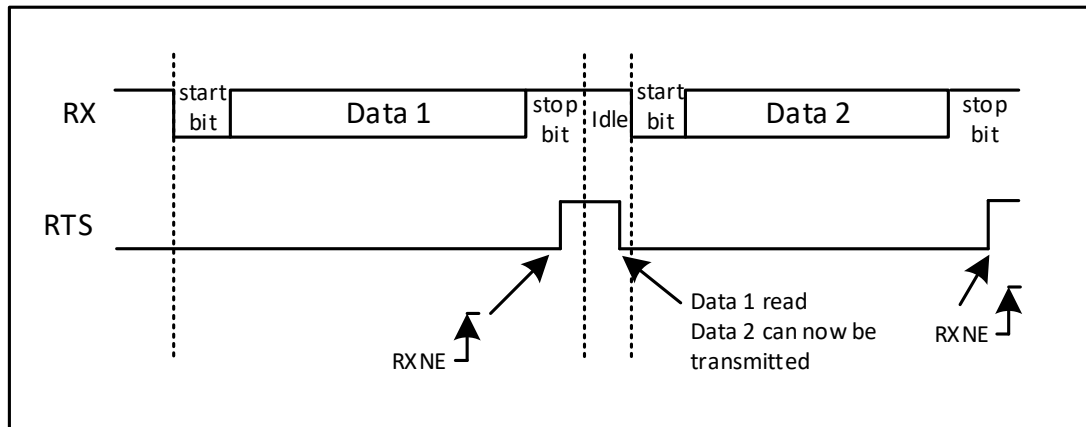 RX
start
bit
Data 1
stop
bit
Idle
start
bit
Data 2
stop
bit
RTS
RXNE
Data 1 read
Data 2 can now be
transmitted
RXNE